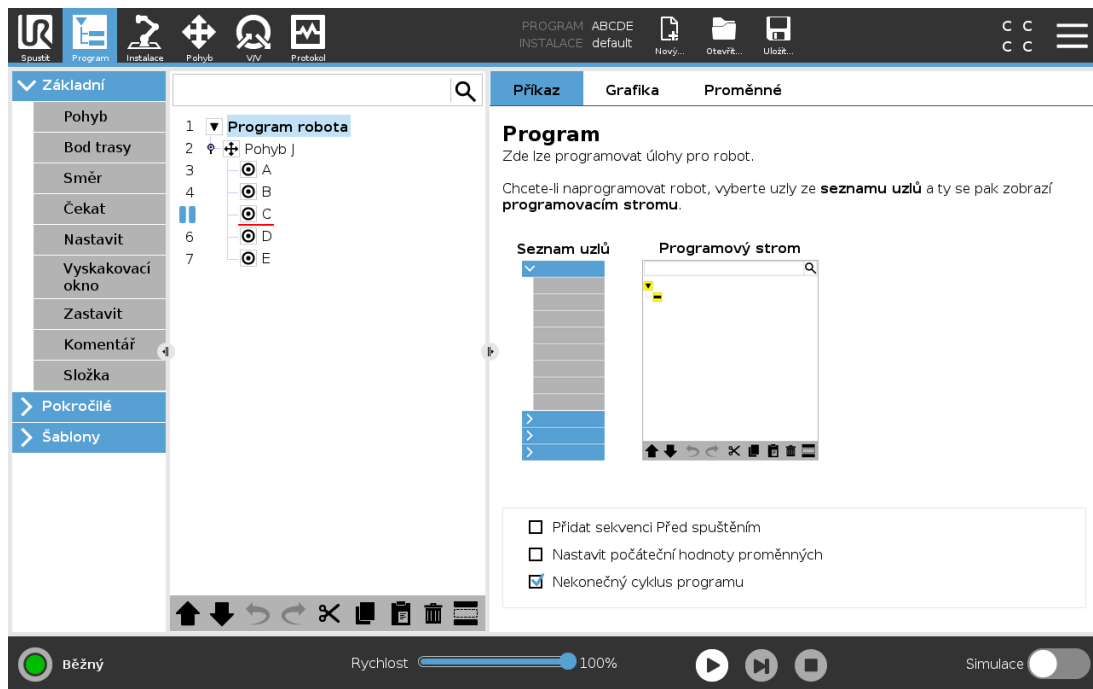 PROGRAM ABCDE
INSTALACE default
C C
C C
Spustit
Program
Instalace
Pohyb
V/V
Protokol
Nový...
Otevřít...
Uložit...
Základní
Pohyb
Bod trasy
Směr
Čekat
Nastavit
Vyskakovací
okno
Zastavit
Komentář
Složka
Pokročilé
Šablony
1 Program robota
2 Pohyb J
3 A
4 B
C
6 D
7 E
Příkaz Grafika Proměnné
Program
Zde lze programovat úlohy pro robot.
Chcete-li naprogramovat robot, vyberte uzly ze seznamu uzlů a ty se pak zobrazí
programovacím stromu.
Seznam uzlů Programový strom
Přidat sekvenci Před spuštěním
Nastavit počáteční hodnoty proměnných
Nekonečný cyklus programu
Běžný
Rychlost 100%
Simulace